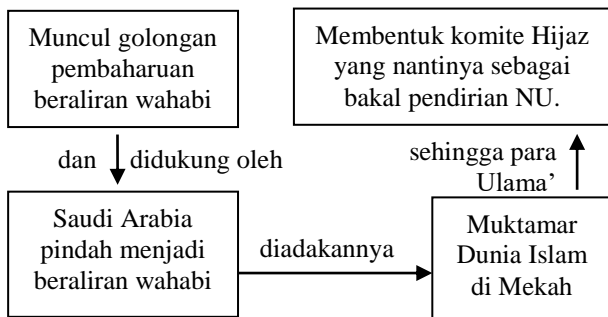 Muncul golongan
pembaharuan
beraliran wahabi
dan didukung oleh
Saudi Arabia
pindah menjadi
beraliran wahabi
diadakannya
Muktamar
Dunia Islam
di Mekah
sehingga para
Ulama’
Membentuk komite Hijaz
yang nantinya sebagai
bakal pendirian NU.